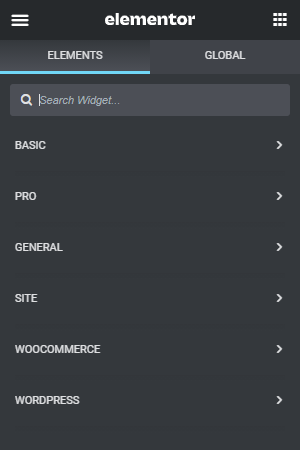 elementor
ELEMENTS
GLOBAL
Search Widget...
BASIC
PRO
GENERAL
SITE
WOOCOMMERCE
WORDPRESS